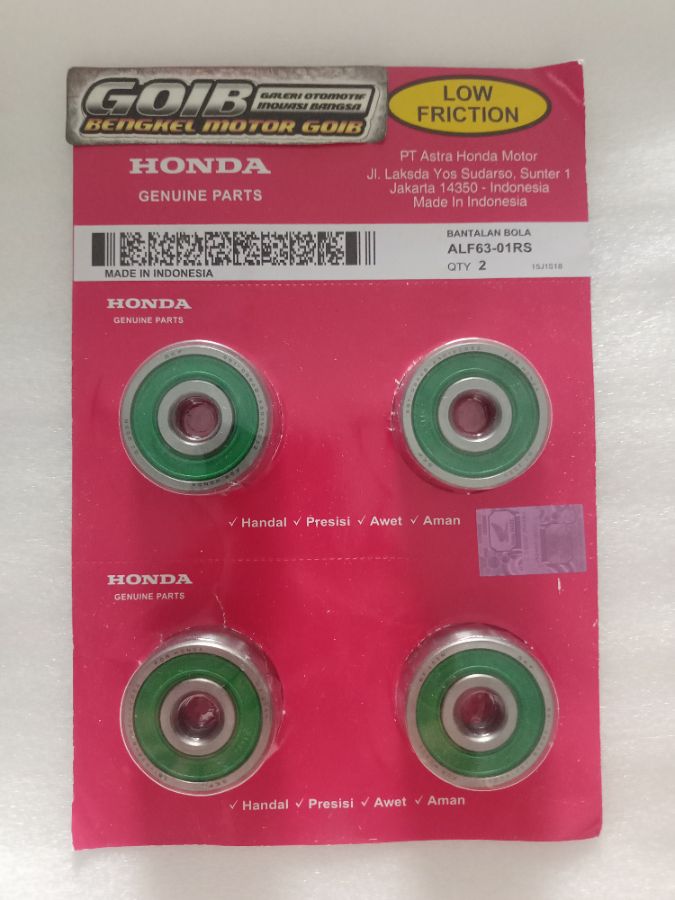 GOIB
GALERI OTOMOTIF
INOVASI BANGSA
BENGKEL MOTOR GOIB
LOW
FRICTION
HONDA
GENUINE PARTS
PT Astra Honda Motor
Jl. Laksda Yos Sudarso, Sunter 1
Jakarta 14350 - Indonesia
Made In Indonesia
MADE IN INDONESIA
BANTALAN BOLA
ALF63-01RS
QTY 2
HONDA
GENUINE PARTS
✓ Handal ✓ Presisi ✓ Awet ✓ Aman
HONDA
GENUINE PARTS
✓ Handal ✓ Presisi ✓ Awet ✓ Aman